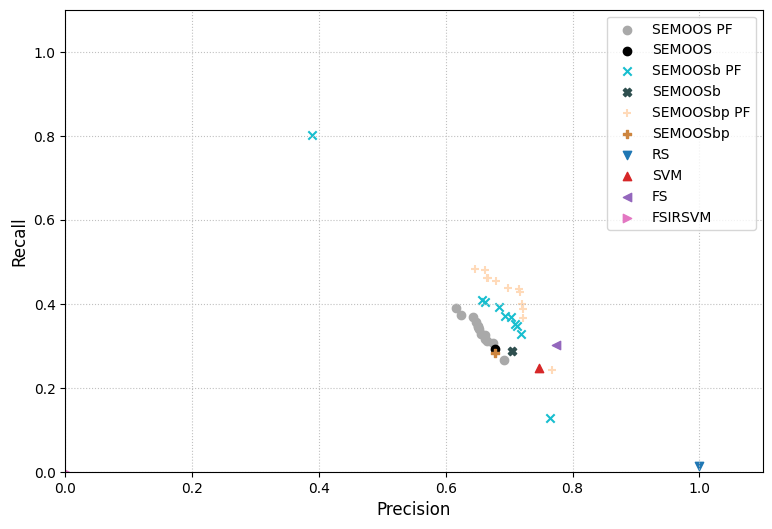 SEMOOS PF
SEMOOS
SEMOOSb PF
SEMOOSb
SEMOOSbp PF
SEMOOSbp
RS
SVM
FS
FSIRSVM
Recall
1.0
0.8
0.6
0.4
0.2
0.0
0.0 0.2 0.4 0.6 0.8 1.0
Precision